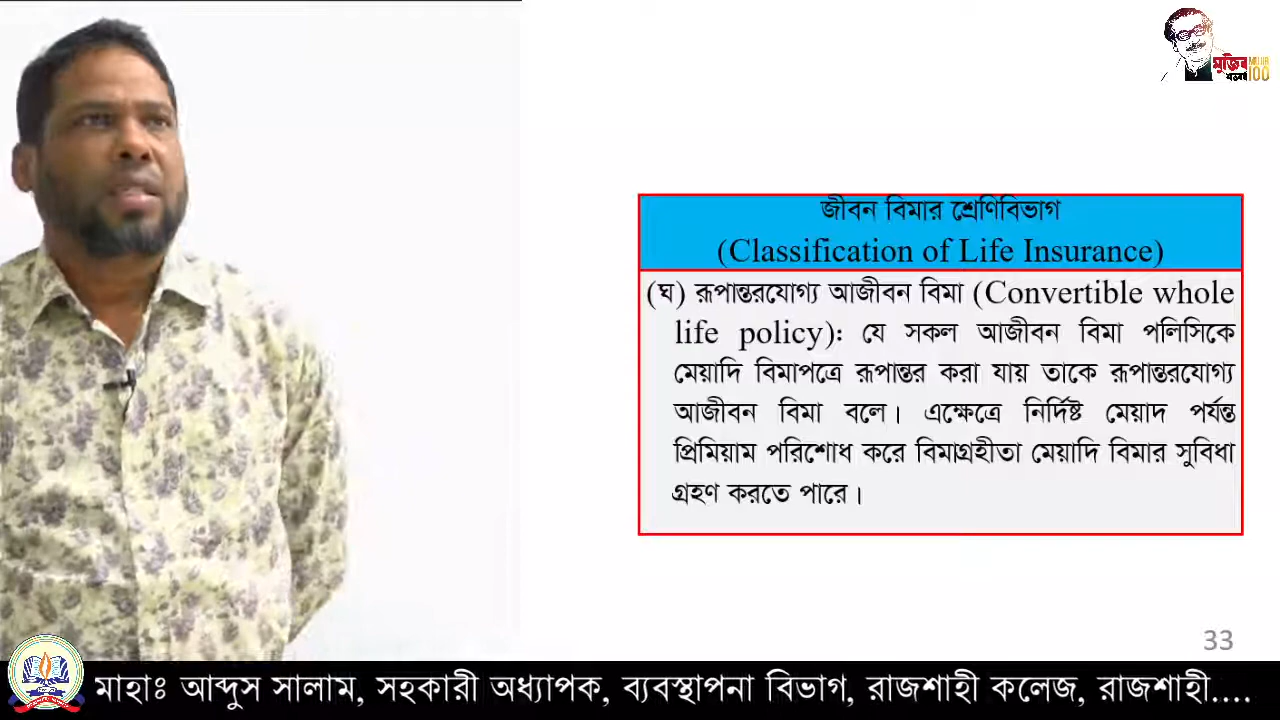 মুজিব
MUJIB
100
জীবন বিমার শ্রেণিবিভাগ
(Classification of Life Insurance)
(ঘ) রূপান্তরযোগ্য আজীবন বিমা (Convertible whole
life policy)ঃ যে সকল আজীবন বিমা পলিসিকে
মেয়াদি বিমাপত্রে রূপান্তর করা যায় তাকে রূপান্তরযোগ্য
আজীবন বিমা বলে। এক্ষেত্রে নির্দিষ্ট মেয়াদ পর্যন্ত
প্রিমিয়াম পরিশোধ করে বিমাগ্রহীতা মেয়াদি বিমার সুবিধা
গ্রহণ করতে পারে।
33
মাহাঃ আব্দুস সালাম, সহকারী অধ্যাপক, ব্যবস্থাপনা বিভাগ, রাজশাহী কলেজ, রাজশাহী....